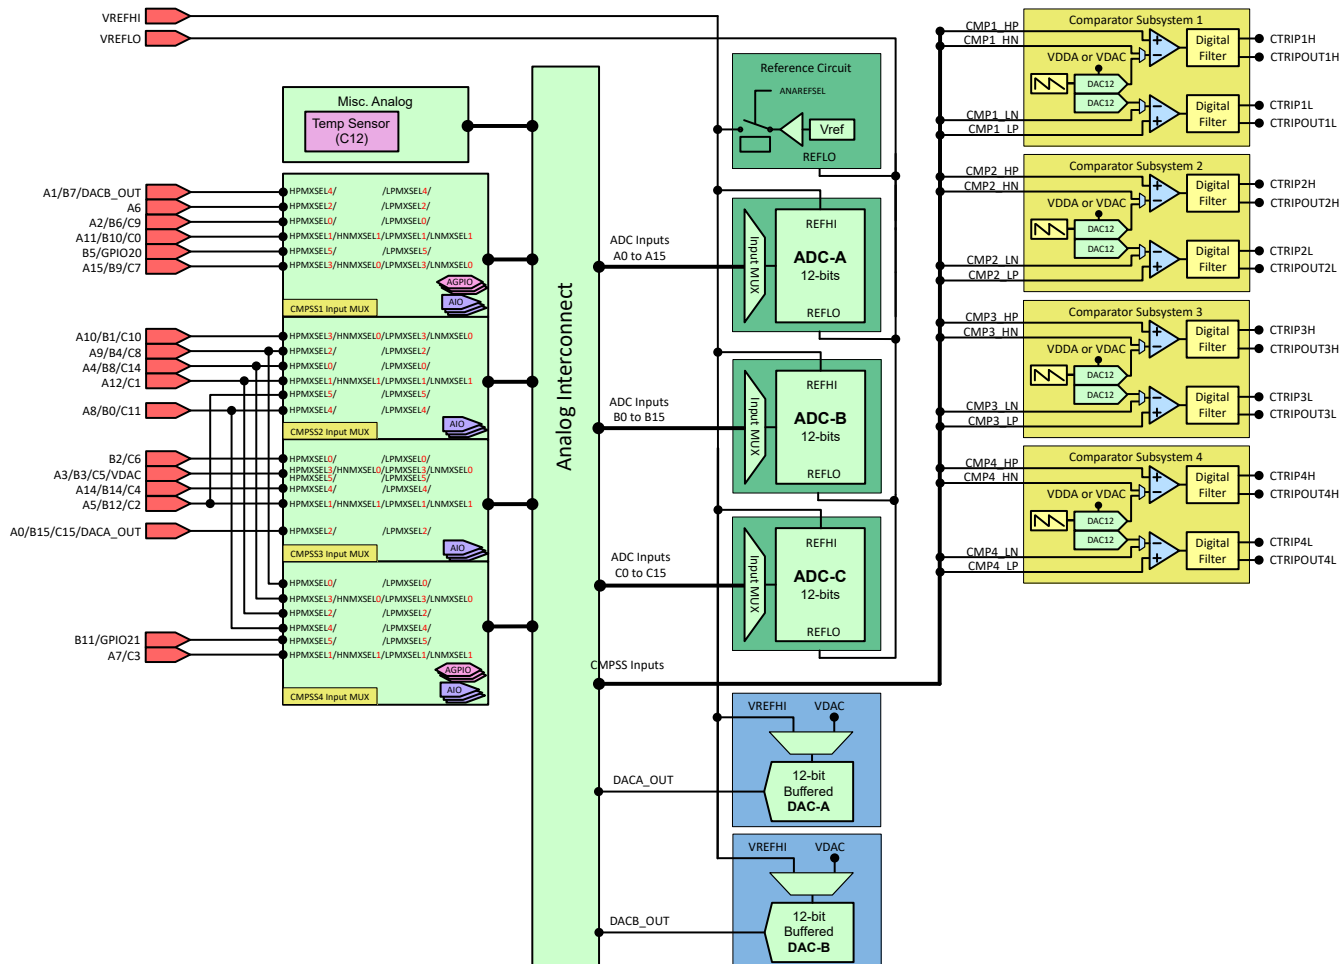 VREFHI
VREFLO
Misc. Analog
Temp Sensor
(C12)
A1/B7/DACB_OUT
A6
A2/B6/C9
A11/B10/C0
B5/GPIO20
A15/B9/C7
HPMXSEL4/ /LPMXSEL4/
HPMXSEL2/ /LPMXSEL2/
HPMXSEL0/ /LPMXSEL0/
HPMXSEL1/HNMXSEL1/LPMXSEL1/LNMXSEL1
HPMXSEL5/ /LPMXSEL5/
HPMXSEL3/HNMXSEL0/LPMXSEL3/LNMXSEL0
AGPIO
AIO
CMPSS1 Input MUX
A10/B1/C10
A9/B4/C8
A4/B8/C14
A12/C1
A8/B0/C11
HPMXSEL3/HNMXSEL0/LPMXSEL3/LNMXSEL0
HPMXSEL2/ /LPMXSEL2/
HPMXSEL0/ /LPMXSEL0/
HPMXSEL1/HNMXSEL1/LPMXSEL1/LNMXSEL1
HPMXSEL5/ /LPMXSEL5/
HPMXSEL4/ /LPMXSEL4/
AIO
CMPSS2 Input MUX
B2/C6
A3/B3/C5/VDAC
A14/B14/C4
A5/B12/C2
A0/B15/C15/DACA_OUT
HPMXSEL0/ /LPMXSEL0/
HPMXSEL3/HNMXSEL0/LPMXSEL3/LNMXSEL0
HPMXSEL5/ /LPMXSEL5/
HPMXSEL4/ /LPMXSEL4/
HPMXSEL1/HNMXSEL1/LPMXSEL1/LNMXSEL1
HPMXSEL2/ /LPMXSEL2/
AIO
CMPSS3 Input MUX
B11/GPIO21
A7/C3
HPMXSEL0/ /LPMXSEL0/
HPMXSEL3/HNMXSEL0/LPMXSEL3/LNMXSEL0
HPMXSEL2/ /LPMXSEL2/
HPMXSEL4/ /LPMXSEL4/
HPMXSEL5/ /LPMXSEL5/
HPMXSEL1/HNMXSEL1/LPMXSEL1/LNMXSEL1
AGPIO
AIO
CMPSS4 Input MUX
Analog Interconnect
Reference Circuit
ANAREFSEL
Vref
REFLO
ADC Inputs
A0 to A15
Input MUX
REFHI
ADC-A
12-bits
REFLO
ADC Inputs
B0 to B15
Input MUX
REFHI
ADC-B
12-bits
REFLO
ADC Inputs
C0 to C15
Input MUX
REFHI
ADC-C
12-bits
REFLO
CMPSS Inputs
VREFHI VDAC
DACA_OUT
12-bit
Buffered
DAC-A
VREFHI VDAC
DACB_OUT
12-bit
Buffered
DAC-B
Comparator Subsystem 1
CMP1_HP
CMP1_HN
VDDA or VDAC
DAC12
DAC12
CMP1_LN
CMP1_LP
Digital
Filter
Digital
Filter
CTRIP1H
CTRIPOUT1H
CTRIP1L
CTRIPOUT1L
Comparator Subsystem 2
CMP2_HP
CMP2_HN
VDDA or VDAC
DAC12
DAC12
CMP2_LN
CMP2_LP
Digital
Filter
Digital
Filter
CTRIP2H
CTRIPOUT2H
CTRIP2L
CTRIPOUT2L
Comparator Subsystem 3
CMP3_HP
CMP3_HN
VDDA or VDAC
DAC12
DAC12
CMP3_LN
CMP3_LP
Digital
Filter
Digital
Filter
CTRIP3H
CTRIPOUT3H
CTRIP3L
CTRIPOUT3L
Comparator Subsystem 4
CMP4_HP
CMP4_HN
VDDA or VDAC
DAC12
DAC12
CMP4_LN
CMP4_LP
Digital
Filter
Digital
Filter
CTRIP4H
CTRIPOUT4H
CTRIP4L
CTRIPOUT4L